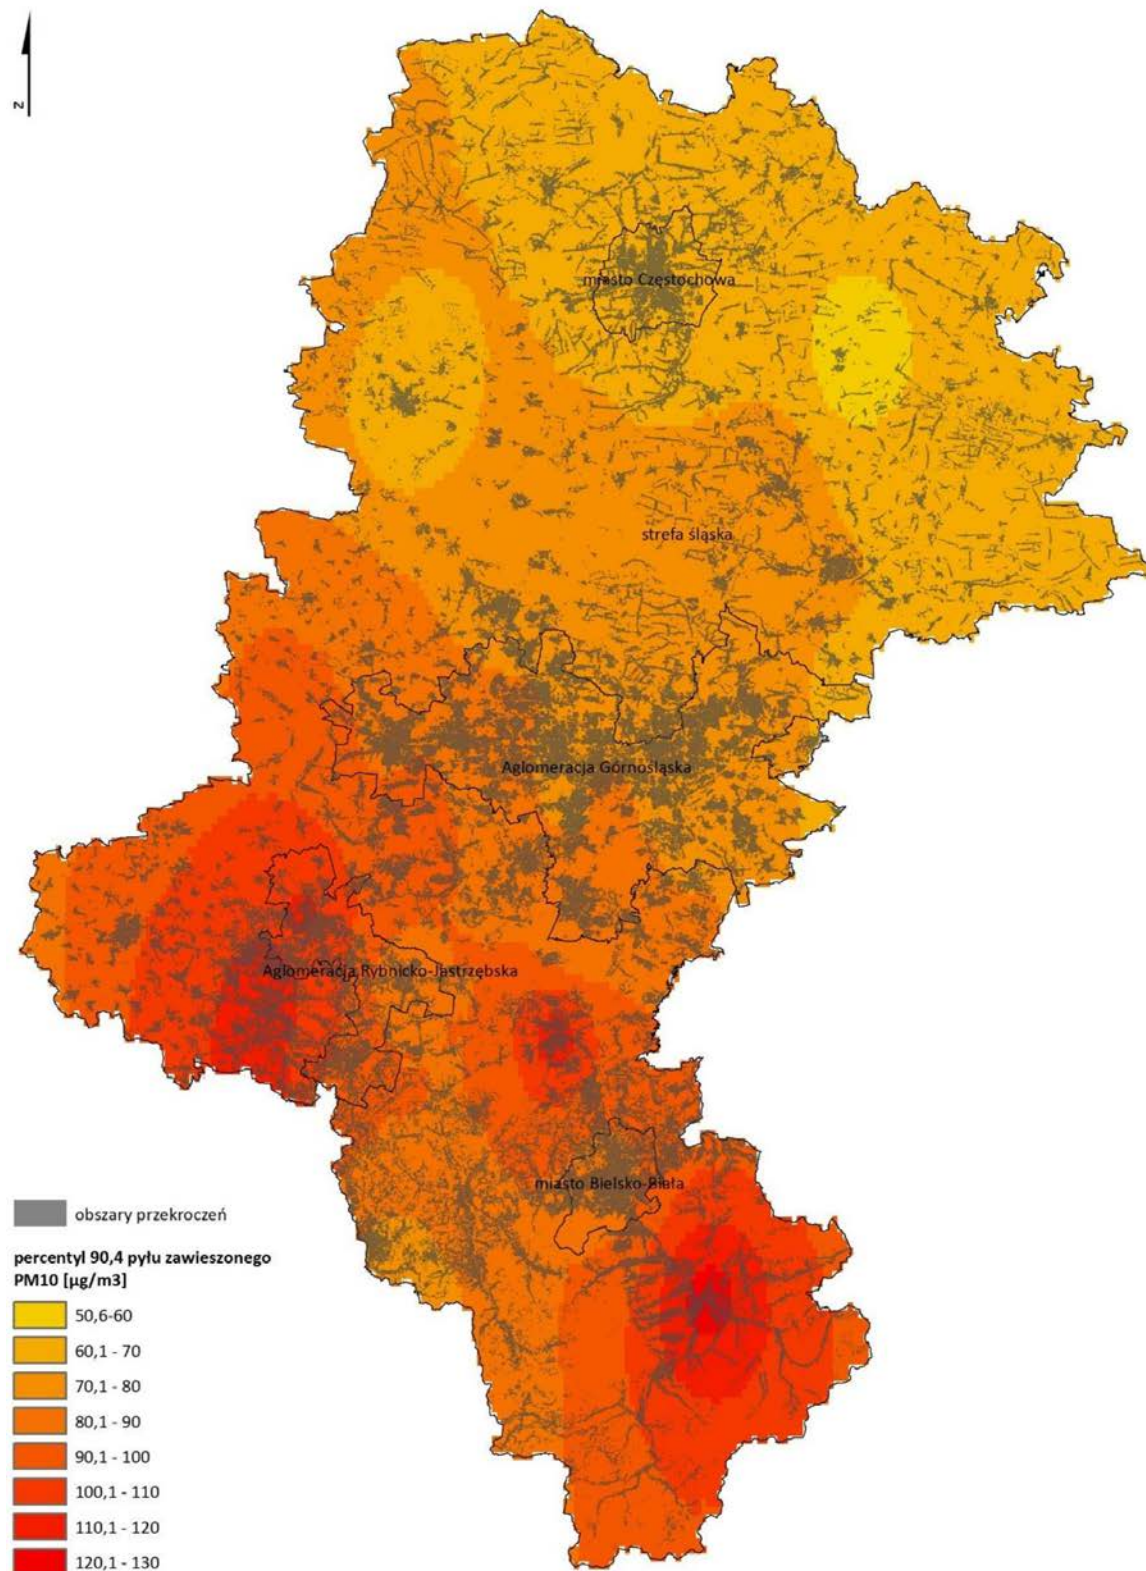 z
miasto Częstochowa
strefa śląska
Aglomeracja Górnośląska
Aglomeracja Rybnicko-Jastrzębska
miasto Bielsko-Biała
obszary przekroczeń
percentyl 90,4 pyłu zawieszonego
PM10 [µg/m3]
50,6-60
60,1 - 70
70,1 - 80
80,1 - 90
90,1 - 100
100,1 - 110
110,1 - 120
120,1 - 130